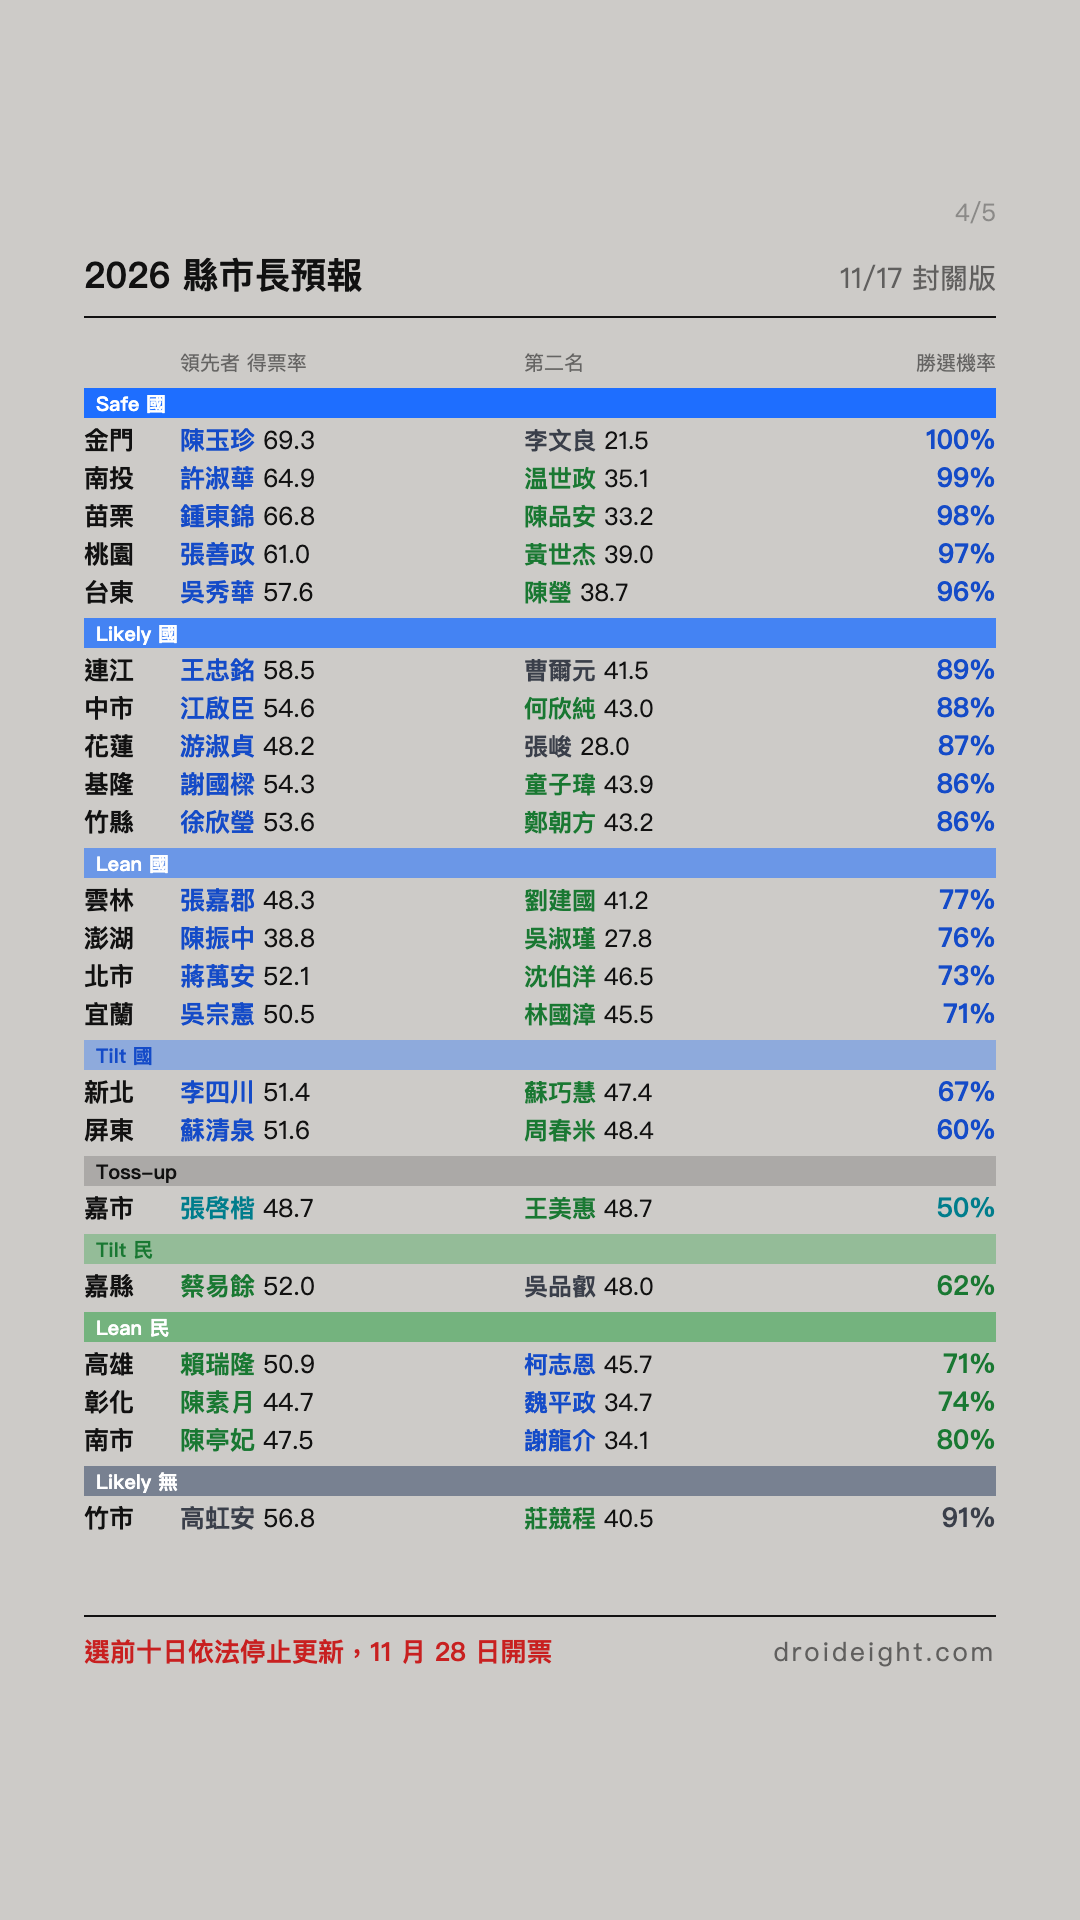 4/5
2026 縣市長預報 11/17 封關版
領先者 得票率 第二名 勝選機率
Safe 國
金門 陳玉珍 69.3 李文良 21.5 100%
南投 許淑華 64.9 温世政 35.1 99%
苗栗 鍾東錦 66.8 陳品安 33.2 98%
桃園 張善政 61.0 黃世杰 39.0 97%
台東 吳秀華 57.6 陳瑩 38.7 96%
Likely 國
連江 王忠銘 58.5 曹爾元 41.5 89%
中市 江啟臣 54.6 何欣純 43.0 88%
花蓮 游淑貞 48.2 張峻 28.0 87%
基隆 謝國樑 54.3 童子瑋 43.9 86%
竹縣 徐欣瑩 53.6 鄭朝方 43.2 86%
Lean 國
雲林 張嘉郡 48.3 劉建國 41.2 77%
澎湖 陳振中 38.8 吳淑瑾 27.8 76%
北市 蔣萬安 52.1 沈伯洋 46.5 73%
宜蘭 吳宗憲 50.5 林國漳 45.5 71%
Tilt 國
新北 李四川 51.4 蘇巧慧 47.4 67%
屏東 蘇清泉 51.6 周春米 48.4 60%
Toss-up
嘉市 張啓楷 48.7 王美惠 48.7 50%
Tilt 民
嘉縣 蔡易餘 52.0 吳品叡 48.0 62%
Lean 民
高雄 賴瑞隆 50.9 柯志恩 45.7 71%
彰化 陳素月 44.7 魏平政 34.7 74%
南市 陳亭妃 47.5 謝龍介 34.1 80%
Likely 無
竹市 高虹安 56.8 莊競程 40.5 91%
選前十日依法停止更新，11 月 28 日開票 droideight.com